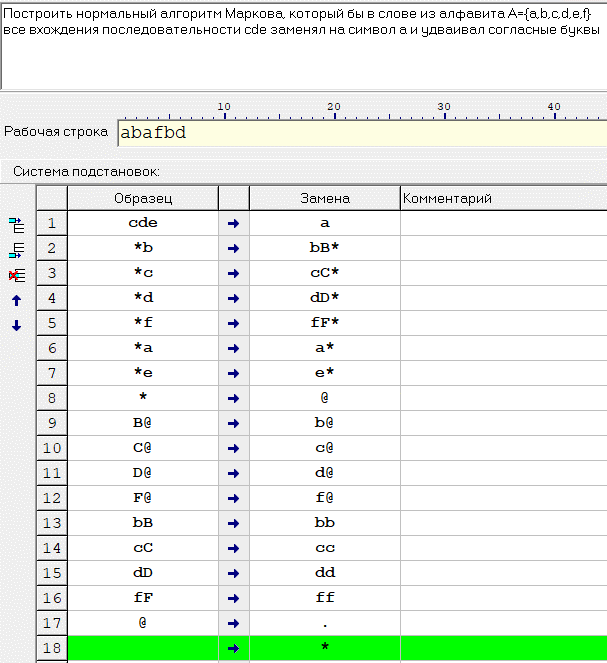 Построить нормальный алгоритм Маркова, который бы в слове из алфавита A={a,b,c,d,e,f}
все вхождения последовательности cde заменял на символ a и удваивал согласные буквы
10 20 30 40
Рабочая строка abafbd
Система подстановок:
Образец Замена Комментарий
1 cde → a
2 *b → bB*
3 *c → cC*
4 *d → dD*
5 *f → fF*
6 *a → a*
7 *e → e*
8 * → @
9 B@ → b@
10 C@ → c@
11 D@ → d@
12 F@ → f@
13 bB → bb
14 cC → cc
15 dD → dd
16 fF → ff
17 @ → .
18 → *